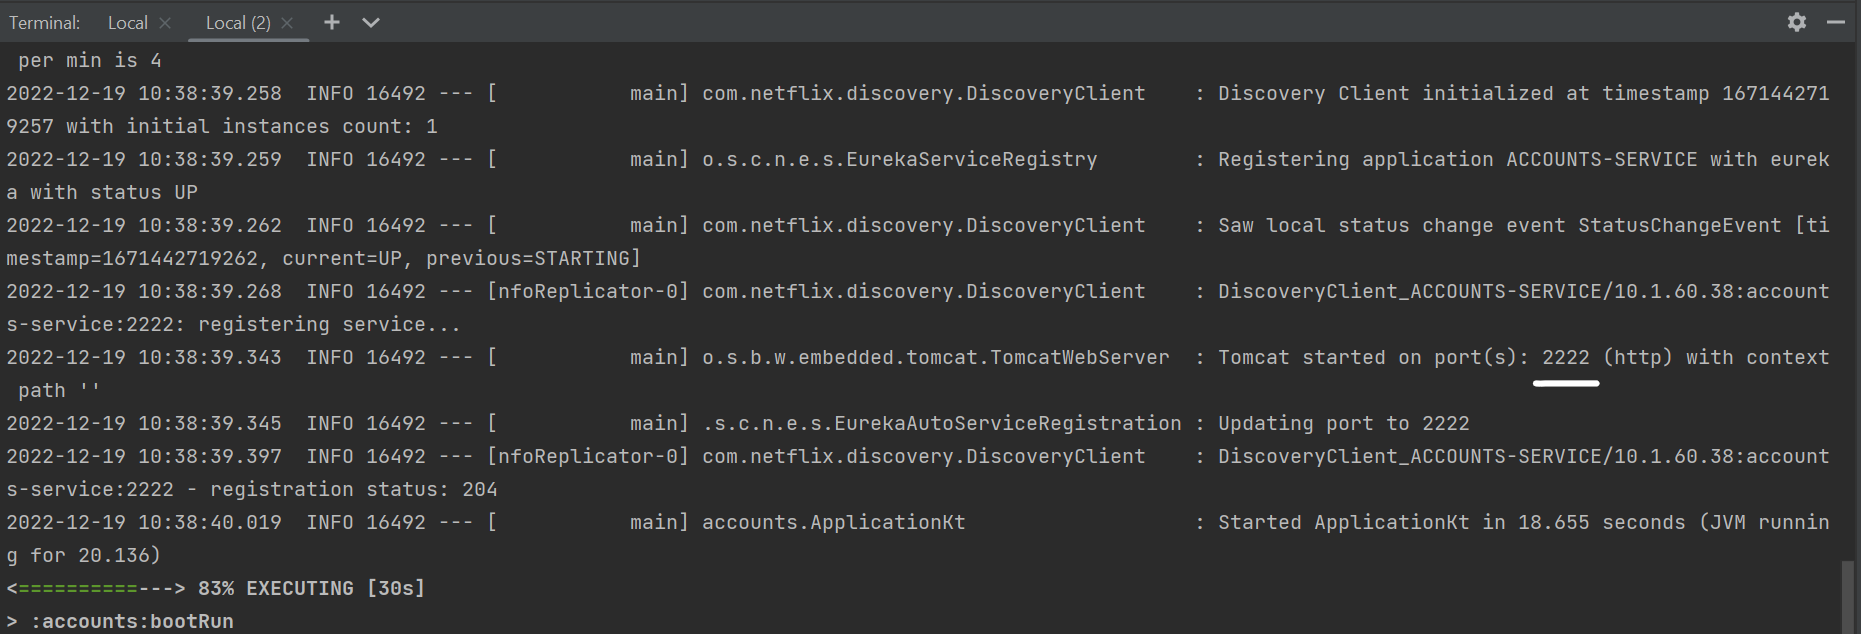 Terminal: Local Local (2)
per min is 4
2022-12-19 10:38:39.258  INFO 16492 --- [           main] com.netflix.discovery.DiscoveryClient    : Discovery Client initialized at timestamp 167144271
9257 with initial instances count: 1
2022-12-19 10:38:39.259  INFO 16492 --- [           main] o.s.c.n.e.s.EurekaServiceRegistry        : Registering application ACCOUNTS-SERVICE with eurek
a with status UP
2022-12-19 10:38:39.262  INFO 16492 --- [           main] com.netflix.discovery.DiscoveryClient    : Saw local status change event StatusChangeEvent [ti
mestamp=1671442719262, current=UP, previous=STARTING]
2022-12-19 10:38:39.268  INFO 16492 --- [nfoReplicator-0] com.netflix.discovery.DiscoveryClient    : DiscoveryClient_ACCOUNTS-SERVICE/10.1.60.38:account
s-service:2222: registering service...
2022-12-19 10:38:39.343  INFO 16492 --- [           main] o.s.b.w.embedded.tomcat.TomcatWebServer  : Tomcat started on port(s): 2222 (http) with context
path ''
2022-12-19 10:38:39.345  INFO 16492 --- [           main] .s.c.n.e.s.EurekaAutoServiceRegistration : Updating port to 2222
2022-12-19 10:38:39.397  INFO 16492 --- [nfoReplicator-0] com.netflix.discovery.DiscoveryClient    : DiscoveryClient_ACCOUNTS-SERVICE/10.1.60.38:account
s-service:2222 - registration status: 204
2022-12-19 10:38:40.019  INFO 16492 --- [           main] accounts.ApplicationKt                   : Started ApplicationKt in 18.655 seconds (JVM runnin
g for 20.136)
<==========---> 83% EXECUTING [30s]
> :accounts:bootRun